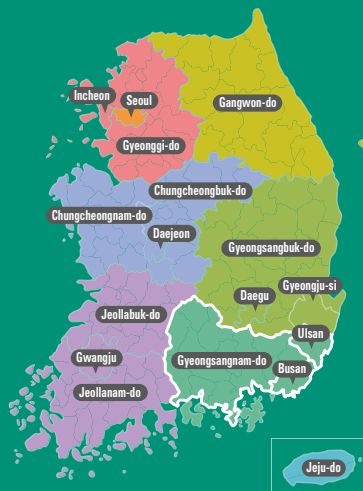 Incheon
Seoul
Gangwon-do
Gyeonggi-do
Chungcheongbuk-do
Chungcheongnam-do
Daejeon
Gyeongsangbuk-do
Gyeongju-si
Daegu
Jeollabuk-do
Ulsan
Gwangju
Gyeongsangnam-do
Busan
Jeollanam-do
Jeju-do